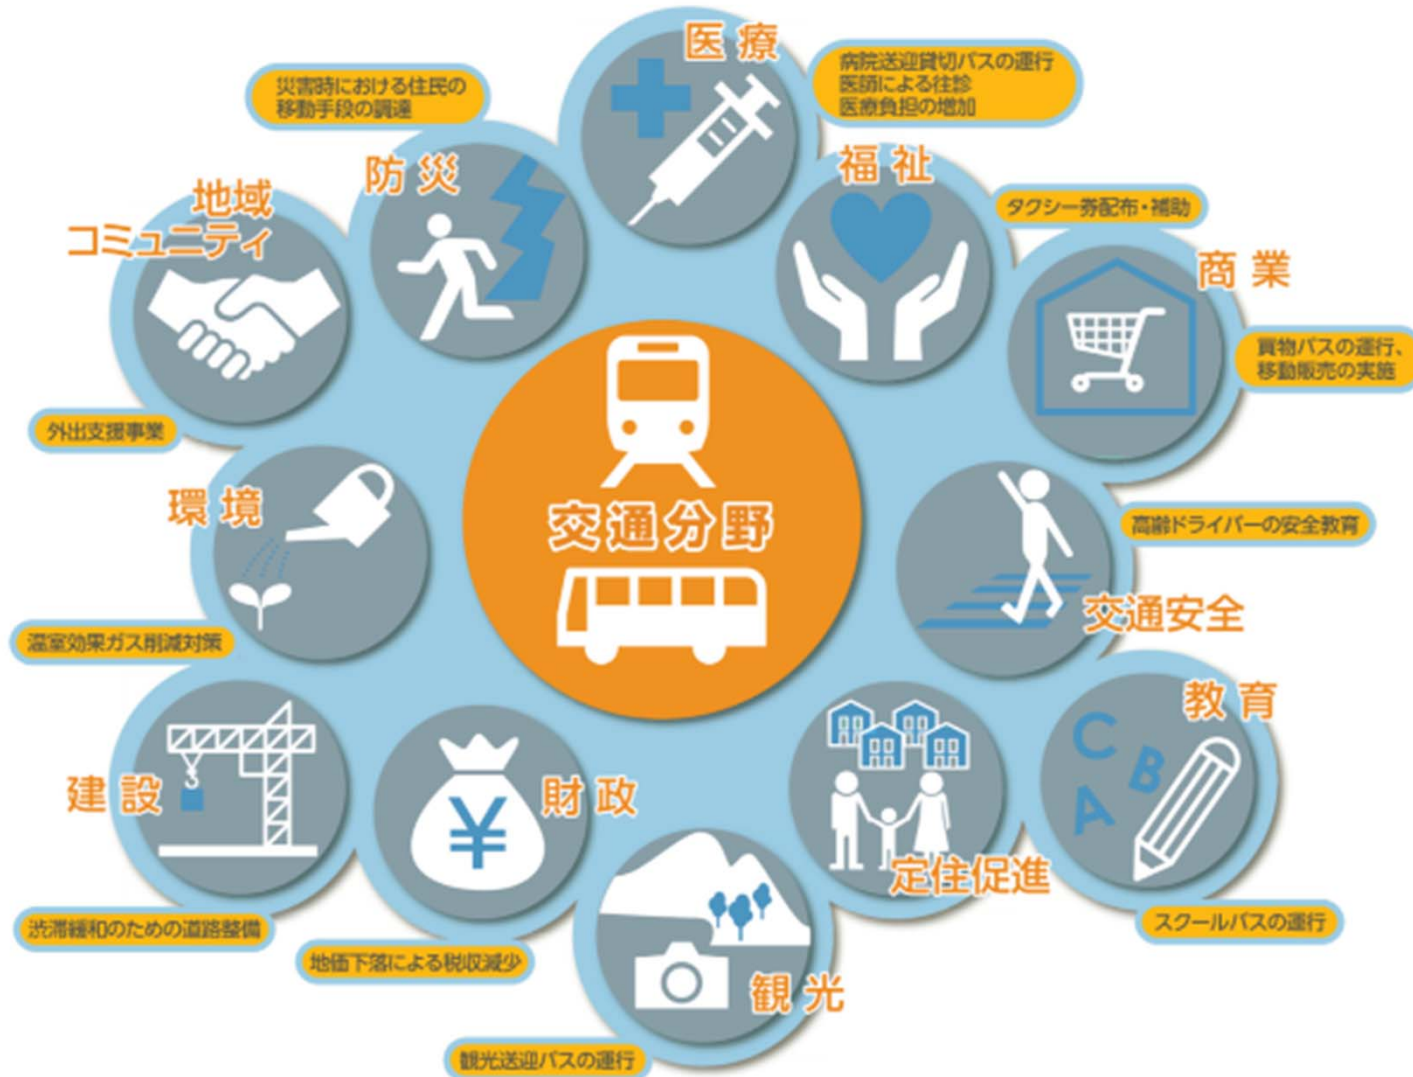 医療
病院送迎貸切バスの運行
医師による往診
医療負担の増加
災害時における住民の
移動手段の調達
防災
福祉
タクシー券配布・補助
地域
コミュニティ
商業
買物バスの運行、
移動販売の実施
外出支援事業
環境
交通分野
高齢ドライバーの安全教育
交通安全
温室効果ガス削減対策
教育
C
B
A
建設
財政
¥
定住促進
スクールバスの運行
渋滞緩和のための道路整備
地価下落による税収減少
観光
観光送迎バスの運行